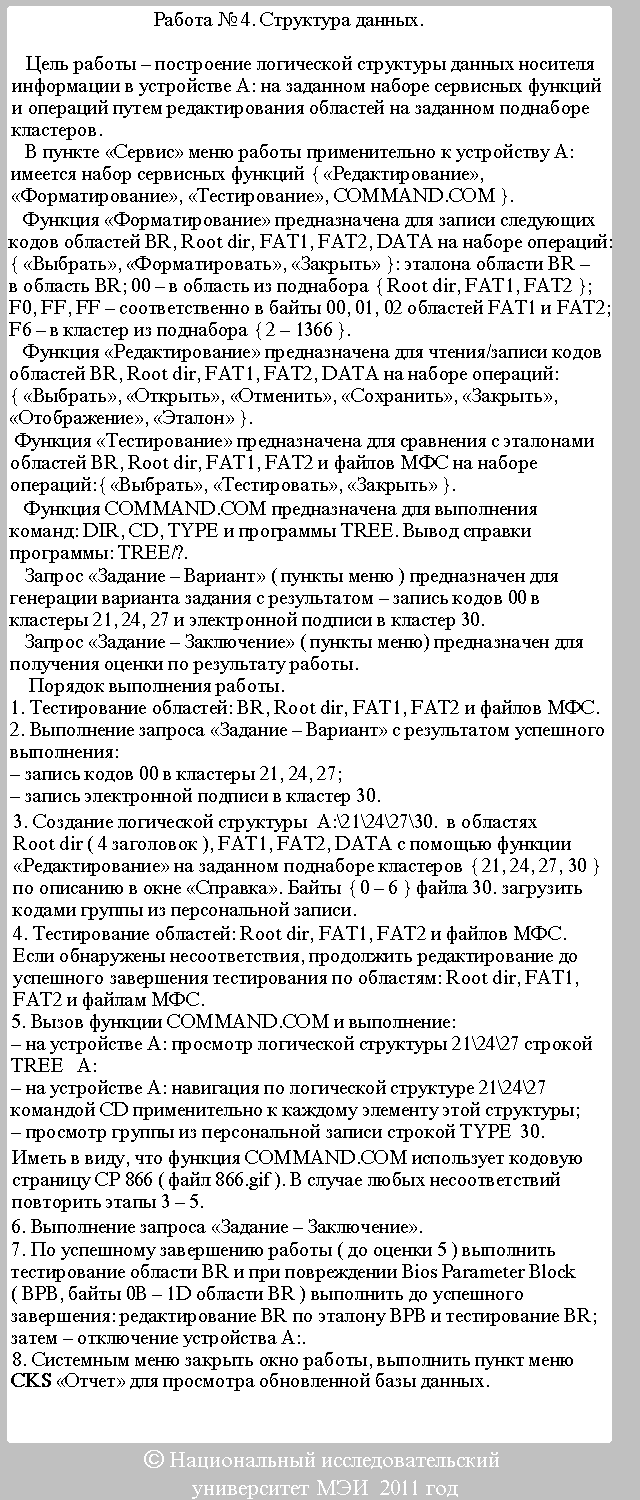 Работа № 4. Структура данных.
Цель работы – построение логической структуры данных носителя
информации в устройстве A: на заданном наборе сервисных функций
и операций путем редактирования областей на заданном поднаборе
кластеров.
В пункте «Сервис» меню работы применительно к устройству A:
имеется набор сервисных функций { «Редактирование»,
«Форматирование», «Тестирование», COMMAND.COM }.
Функция «Форматирование» предназначена для записи следующих
кодов областей BR, Root dir, FAT1, FAT2, DATA на наборе операций:
{ «Выбрать», «Форматировать», «Закрыть» }: эталона области BR –
в область BR; 00 – в область из поднабора { Root dir, FAT1, FAT2 };
F0, FF, FF – соответственно в байты 00, 01, 02 областей FAT1 и FAT2;
F6 – в кластер из поднабора { 2 – 1366 }.
Функция «Редактирование» предназначена для чтения/записи кодов
областей BR, Root dir, FAT1, FAT2, DATA на наборе операций:
{ «Выбрать», «Открыть», «Отменить», «Сохранить», «Закрыть»,
«Отображение», «Эталон» }.
Функция «Тестирование» предназначена для сравнения с эталонами
областей BR, Root dir, FAT1, FAT2 и файлов МФС на наборе
операций:{ «Выбрать», «Тестировать», «Закрыть» }.
Функция COMMAND.COM предназначена для выполнения
команд: DIR, CD, TYPE и программы TREE. Вывод справки
программы: TREE/?.
Запрос «Задание – Вариант» ( пункты меню ) предназначен для
генерации варианта задания с результатом – запись кодов 00 в
кластеры 21, 24, 27 и электронной подписи в кластер 30.
Запрос «Задание – Заключение» ( пункты меню) предназначен для
получения оценки по результату работы.
Порядок выполнения работы.
1. Тестирование областей: BR, Root dir, FAT1, FAT2 и файлов МФС.
2. Выполнение запроса «Задание – Вариант» с результатом успешного
выполнения:
– запись кодов 00 в кластеры 21, 24, 27;
– запись электронной подписи в кластер 30.
3. Создание логической структуры A:\21\24\27\30. в областях
Root dir ( 4 заголовок ), FAT1, FAT2, DATA с помощью функции
«Редактирование» на заданном поднаборе кластеров { 21, 24, 27, 30 }
по описанию в окне «Справка». Байты { 0 – 6 } файла 30. загрузить
кодами группы из персональной записи.
4. Тестирование областей: Root dir, FAT1, FAT2 и файлов МФС.
Если обнаружены несоответствия, продолжить редактирование до
успешного завершения тестирования по областям: Root dir, FAT1,
FAT2 и файлам МФС.
5. Вызов функции COMMAND.COM и выполнение:
– на устройстве A: просмотр логической структуры 21\24\27 строкой
TREE A:
– на устройстве A: навигация по логической структуре 21\24\27
командой CD применительно к каждому элементу этой структуры;
– просмотр группы из персональной записи строкой TYPE 30.
Иметь в виду, что функция COMMAND.COM использует кодовую
страницу CP 866 ( файл 866.gif ). В случае любых несоответствий
повторить этапы 3 – 5.
6. Выполнение запроса «Задание – Заключение».
7. По успешному завершению работы ( до оценки 5 ) выполнить
тестирование области BR и при повреждении Bios Parameter Block
( BPB, байты 0B – 1D области BR ) выполнить до успешного
завершения: редактирование BR по эталону BPB и тестирование BR;
затем – отключение устройства A:.
8. Системным меню закрыть окно работы, выполнить пункт меню
CKS «Отчет» для просмотра обновленной базы данных.
© Национальный исследовательский
университет МЭИ 2011 год